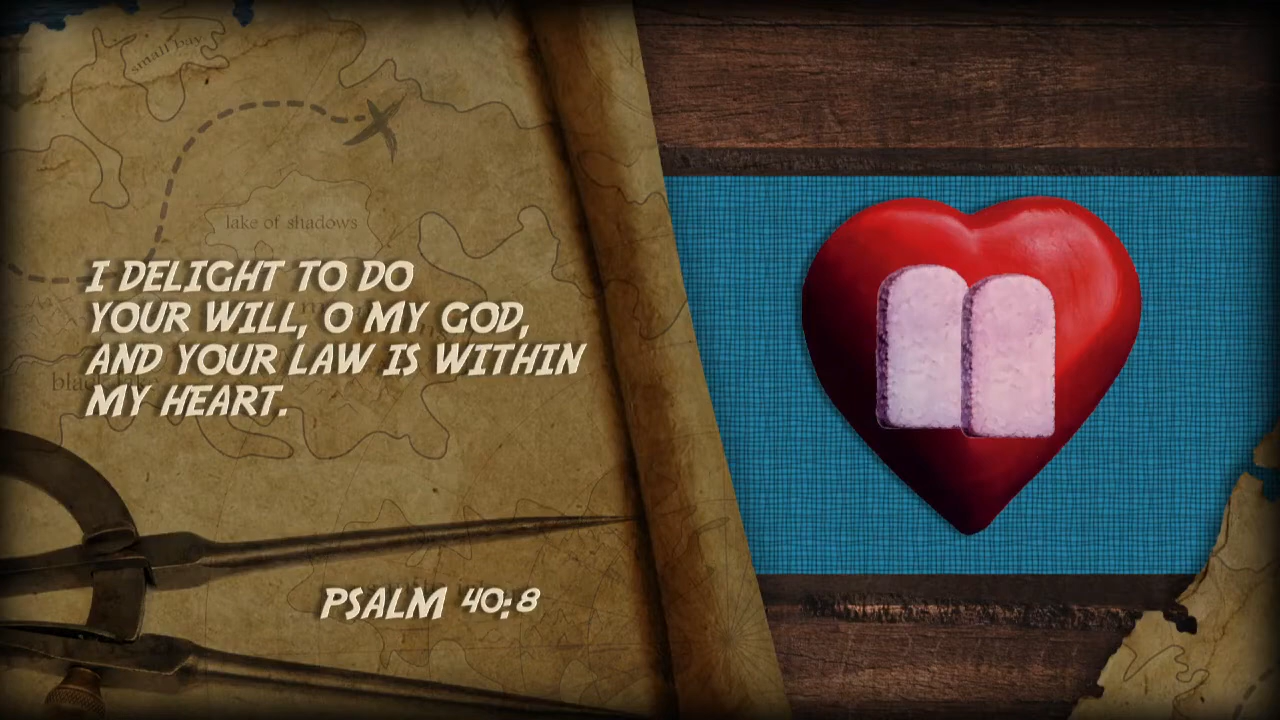 small bay
lake of shadows
I DELIGHT TO DO
YOUR WILL, O MY GOD,
AND YOUR LAW IS WITHIN
MY HEART.
PSALM 40:8